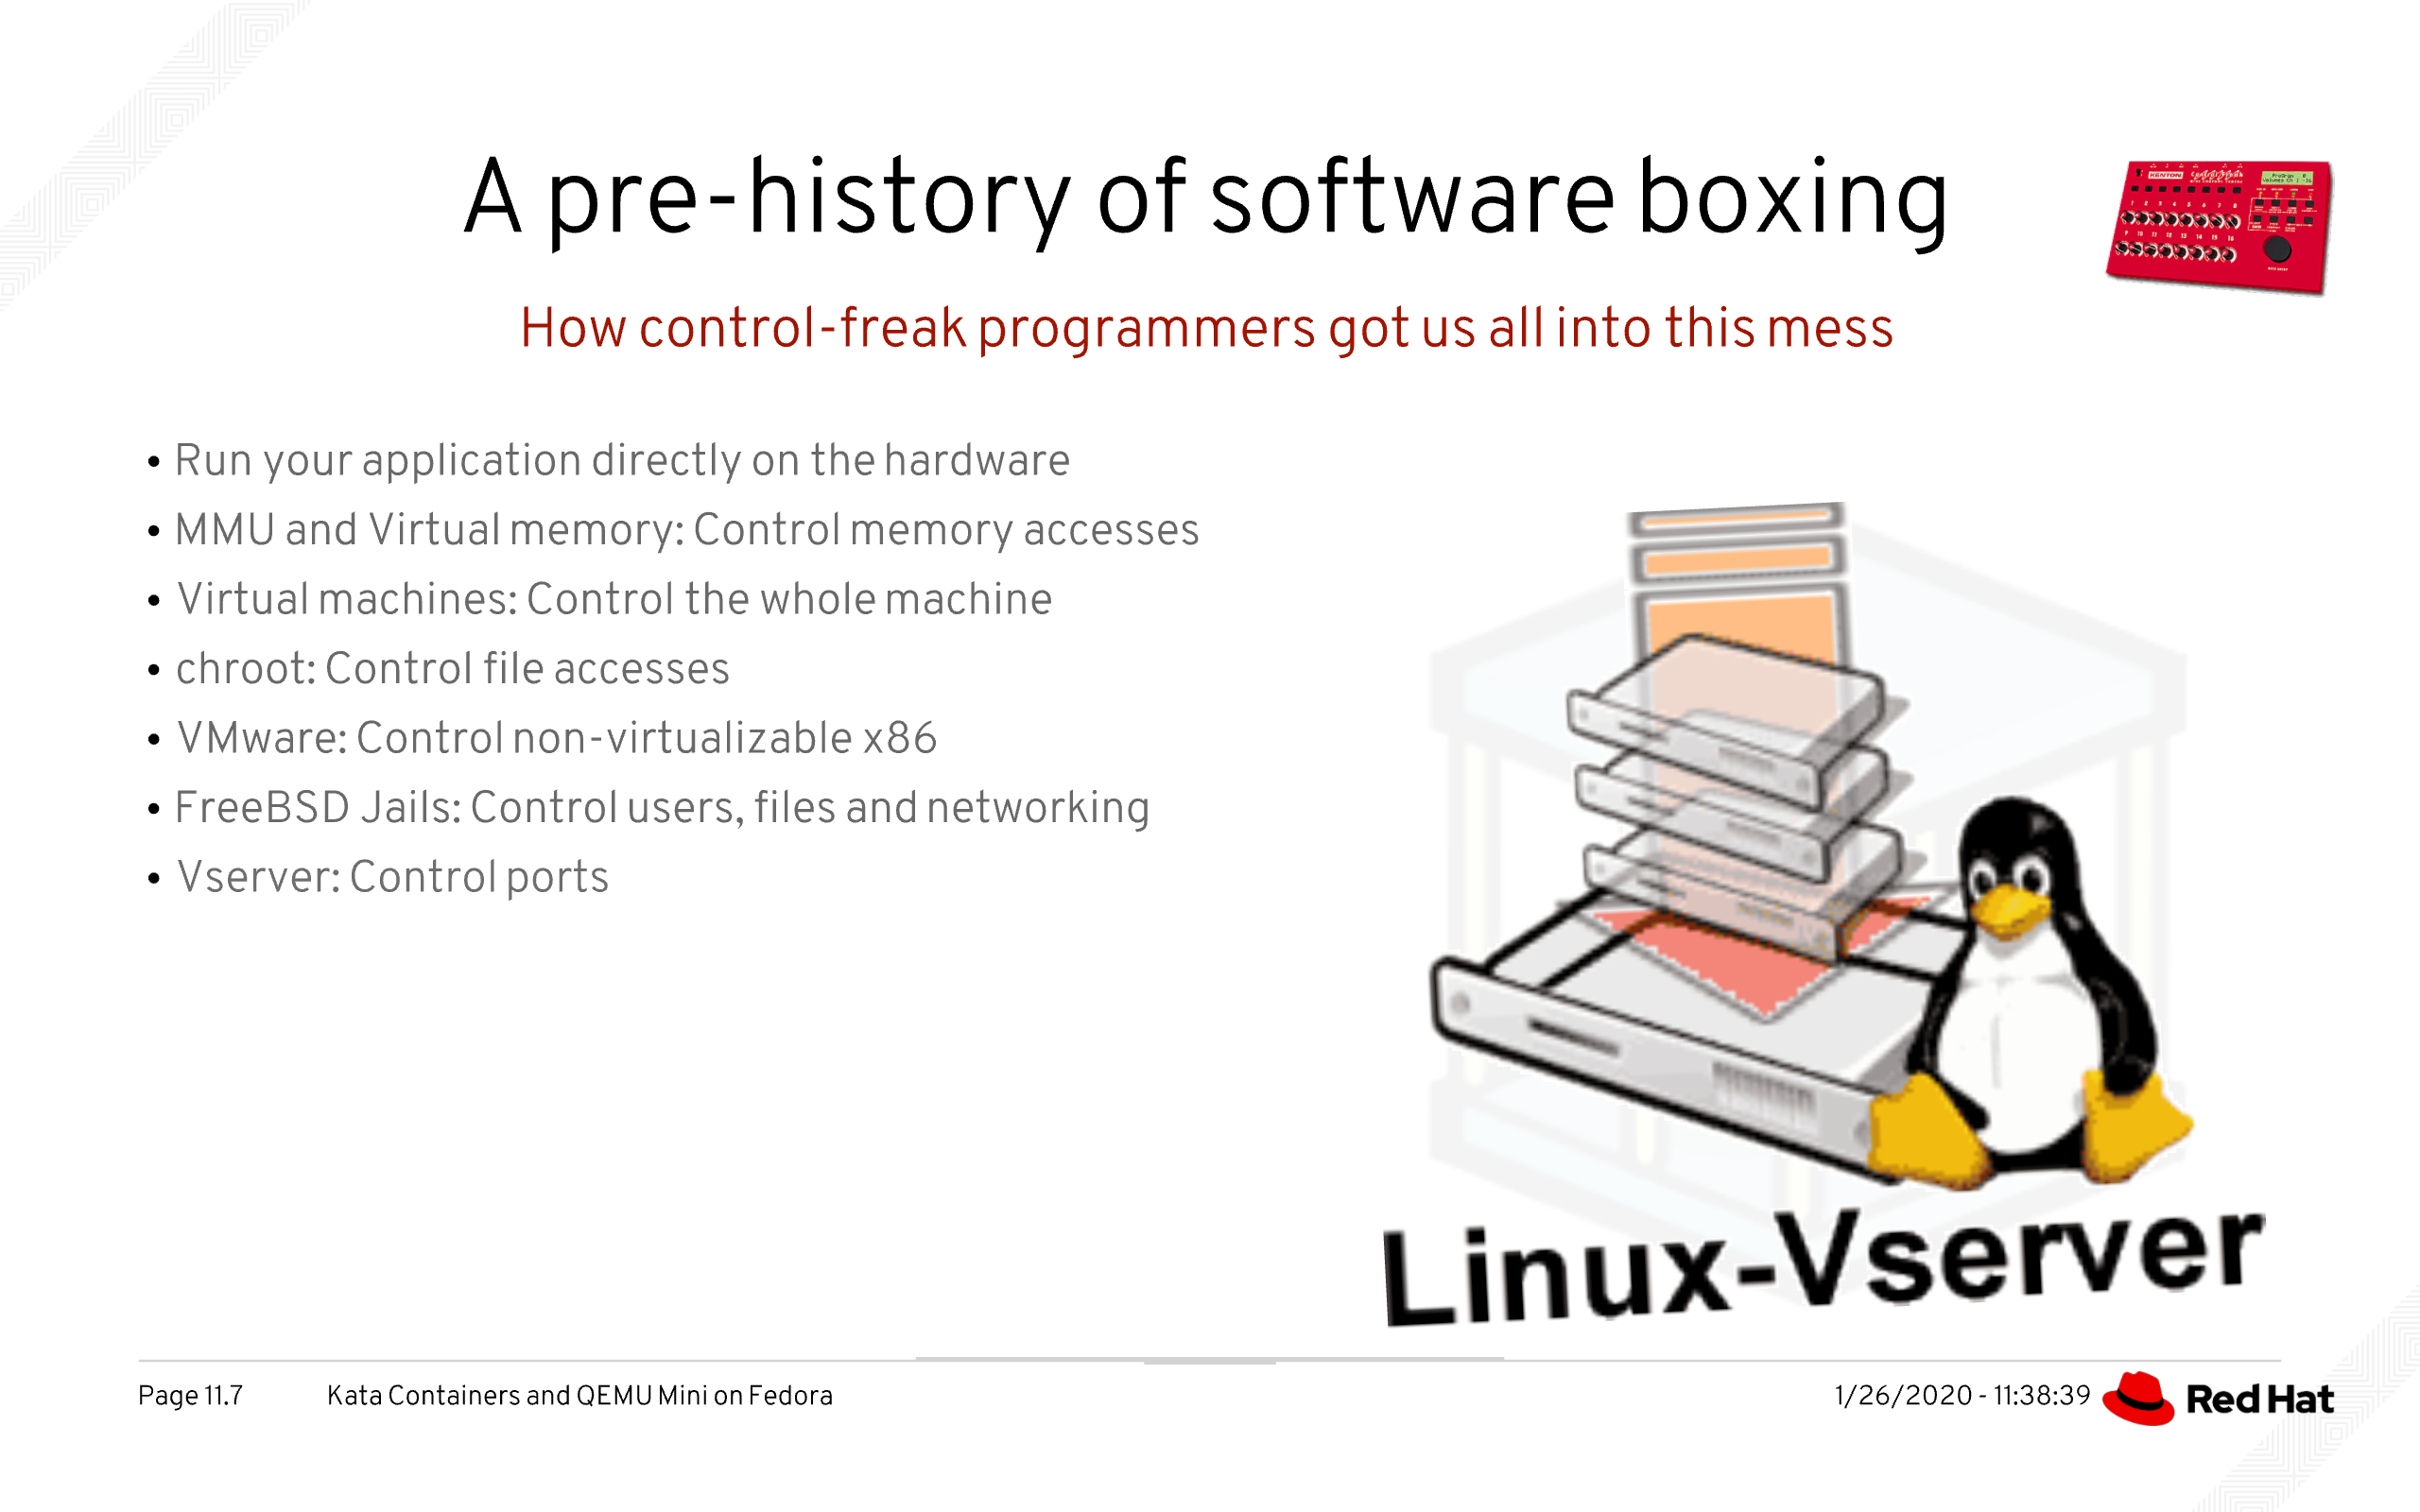 A pre-history of software boxing
KENTON
How control-freak programmers got us all into this mess
• Run your application directly on the hardware
• MMU and Virtual memory: Control memory accesses
• Virtual machines: Control the whole machine
• chroot: Control file accesses
• VMware: Control non-virtualizable x86
• FreeBSD Jails: Control users, files and networking
• Vserver: Control ports
Linux-Vserver
Page 11.7
Kata Containers and QEMU Mini on Fedora
1/26/2020 - 11:38:39
Red Hat